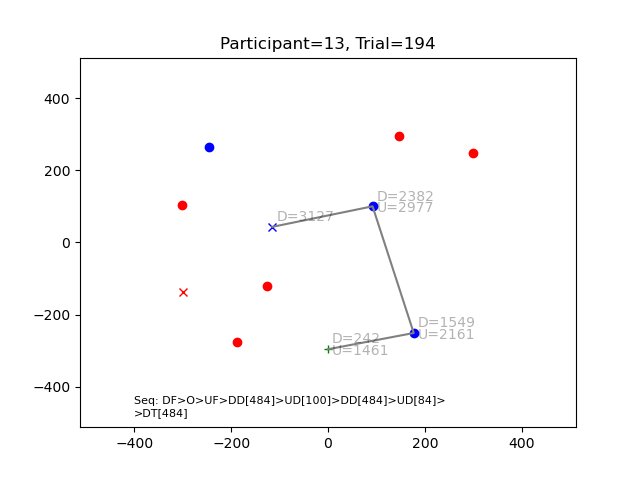 Participant=13, Trial=194
400
200
0
−200
−400
D=2382
U=2977
D=3127
D=1549
U=2161
D=242
U=1461
Seq: DF>O>UF>DD[484]>UD[100]>DD[484]>UD[84]>
>DT[484]
−400 −200 0 200 400